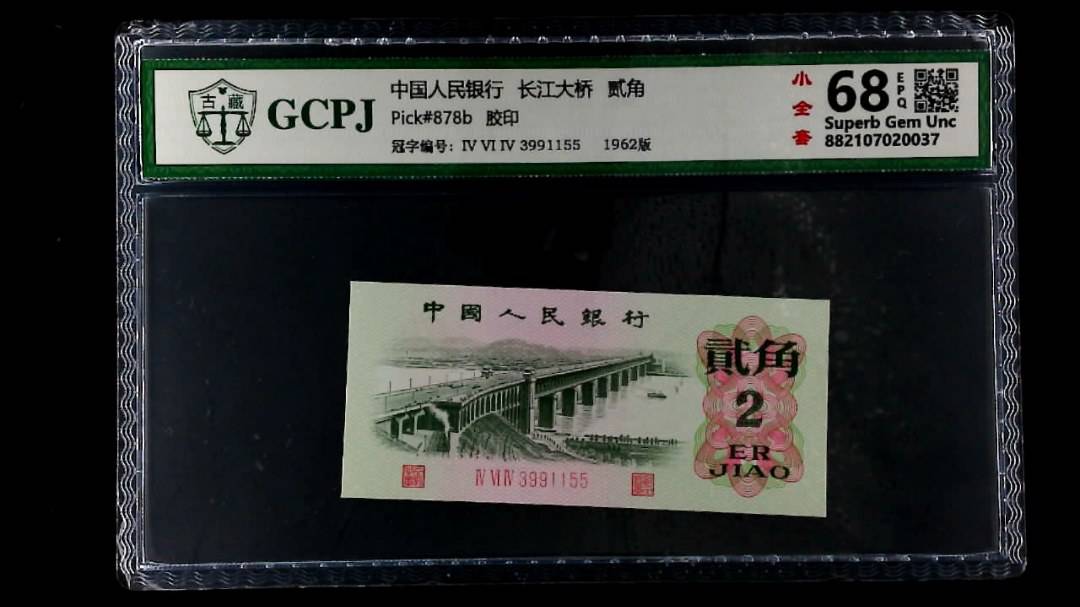 古 藏
GCPJ
中国人民银行 长江大桥 贰角
Pick#878b 胶印
冠字编号: Ⅳ Ⅵ Ⅳ 3991155 1962版
小全套
68
EPQ
Superb Gem Unc
882107020037
中國人民銀行
貳角
2
ER
JIAO
Ⅳ Ⅵ Ⅳ 3991155